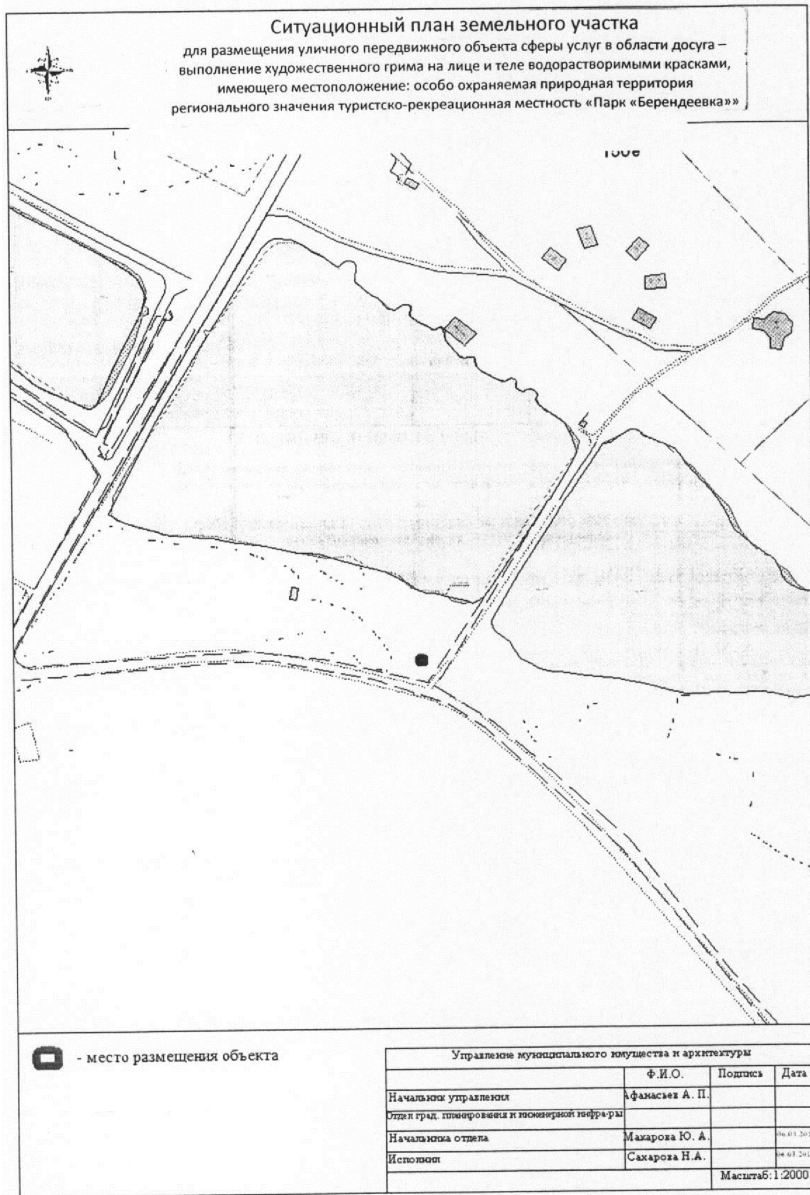 Ситуационный план земельного участка
для размещения уличного передвижного объекта сферы услуг в области досуга –
выполнение художественного грима на лице и теле водорастворимыми красками,
имеющего местоположение: особо охраняемая природная территория
регионального значения туристско-рекреационная местность «Парк «Берендеевка»»
- место размещения объекта
Управление муниципального имущества и архитектуры
Ф.И.О. Подпись Дата
Начальник управления Афанасьев А. П.
Отдел град. планирования и инженерной инфра-ры
Начальника отдела Махарова Ю. А.
Исполнил Сахарова Н.А.
Масштаб:1:2000